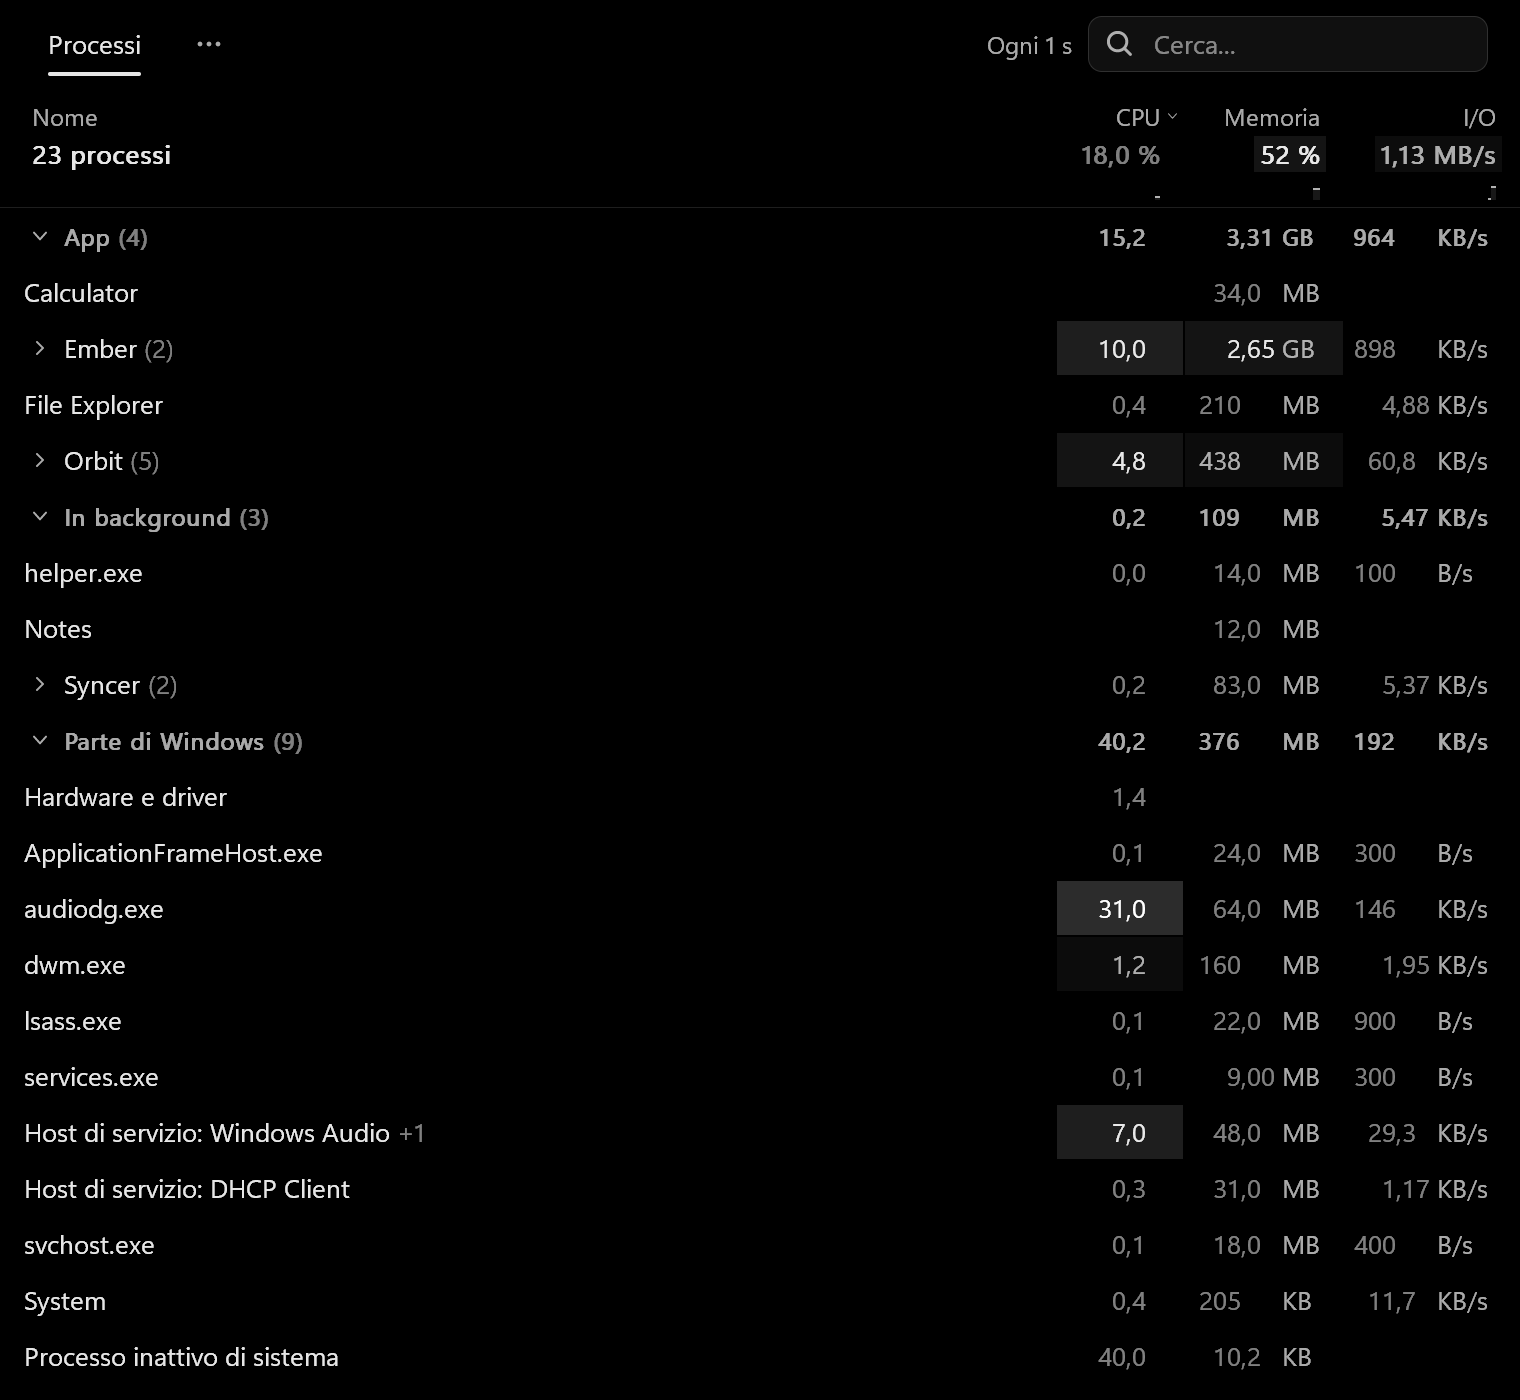 Processi ··· Ogni 1 s Cerca...
Nome CPU Memoria I/O
23 processi 18,0 % 52 % 1,13 MB/s
App (4) 15,2 3,31 GB 964 KB/s
Calculator 34,0 MB
Ember (2) 10,0 2,65 GB 898 KB/s
File Explorer 0,4 210 MB 4,88 KB/s
Orbit (5) 4,8 438 MB 60,8 KB/s
In background (3) 0,2 109 MB 5,47 KB/s
helper.exe 0,0 14,0 MB 100 B/s
Notes 12,0 MB
Syncer (2) 0,2 83,0 MB 5,37 KB/s
Parte di Windows (9) 40,2 376 MB 192 KB/s
Hardware e driver 1,4
ApplicationFrameHost.exe 0,1 24,0 MB 300 B/s
audiodg.exe 31,0 64,0 MB 146 KB/s
dwm.exe 1,2 160 MB 1,95 KB/s
lsass.exe 0,1 22,0 MB 900 B/s
services.exe 0,1 9,00 MB 300 B/s
Host di servizio: Windows Audio +1 7,0 48,0 MB 29,3 KB/s
Host di servizio: DHCP Client 0,3 31,0 MB 1,17 KB/s
svchost.exe 0,1 18,0 MB 400 B/s
System 0,4 205 KB 11,7 KB/s
Processo inattivo di sistema 40,0 10,2 KB